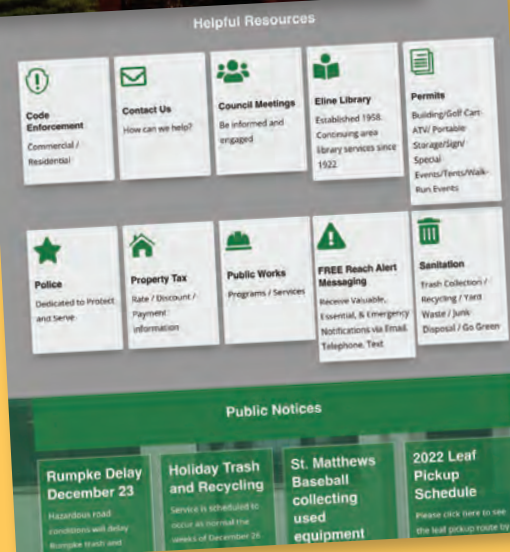 Helpful Resources
Code
Enforcement
Commercial /
Residential
Contact Us
How can we help?
Council Meetings
Be informed and
engaged
Eline Library
Established 1958.
Continuing area
library services since
1922
Permits
Building/Golf Cart
ATV/ Portable
Storage/Sign/
Special
Events/Tents/Walk-
Run Events
Police
Dedicated to Protect
and Serve
Property Tax
Rate / Discount /
Payment
Information
Public Works
Programs / Services
FREE Reach Alert
Messaging
Receive Valuable,
Essential, & Emergency
Notifications via Email,
Telephone, Text
Sanitation
Trash Collection /
Recycling / Yard
Waste / Junk
Disposal / Go Green
Public Notices
Rumpke Delay
December 23
Hazardous road
conditions will delay
Rumpke trash and
Holiday Trash
and Recycling
Service is scheduled to
occur as normal the
weeks of December 26
St. Matthews
Baseball
collecting
used
equipment
2022 Leaf
Pickup
Schedule
Please click here to see
the leaf pickup route by